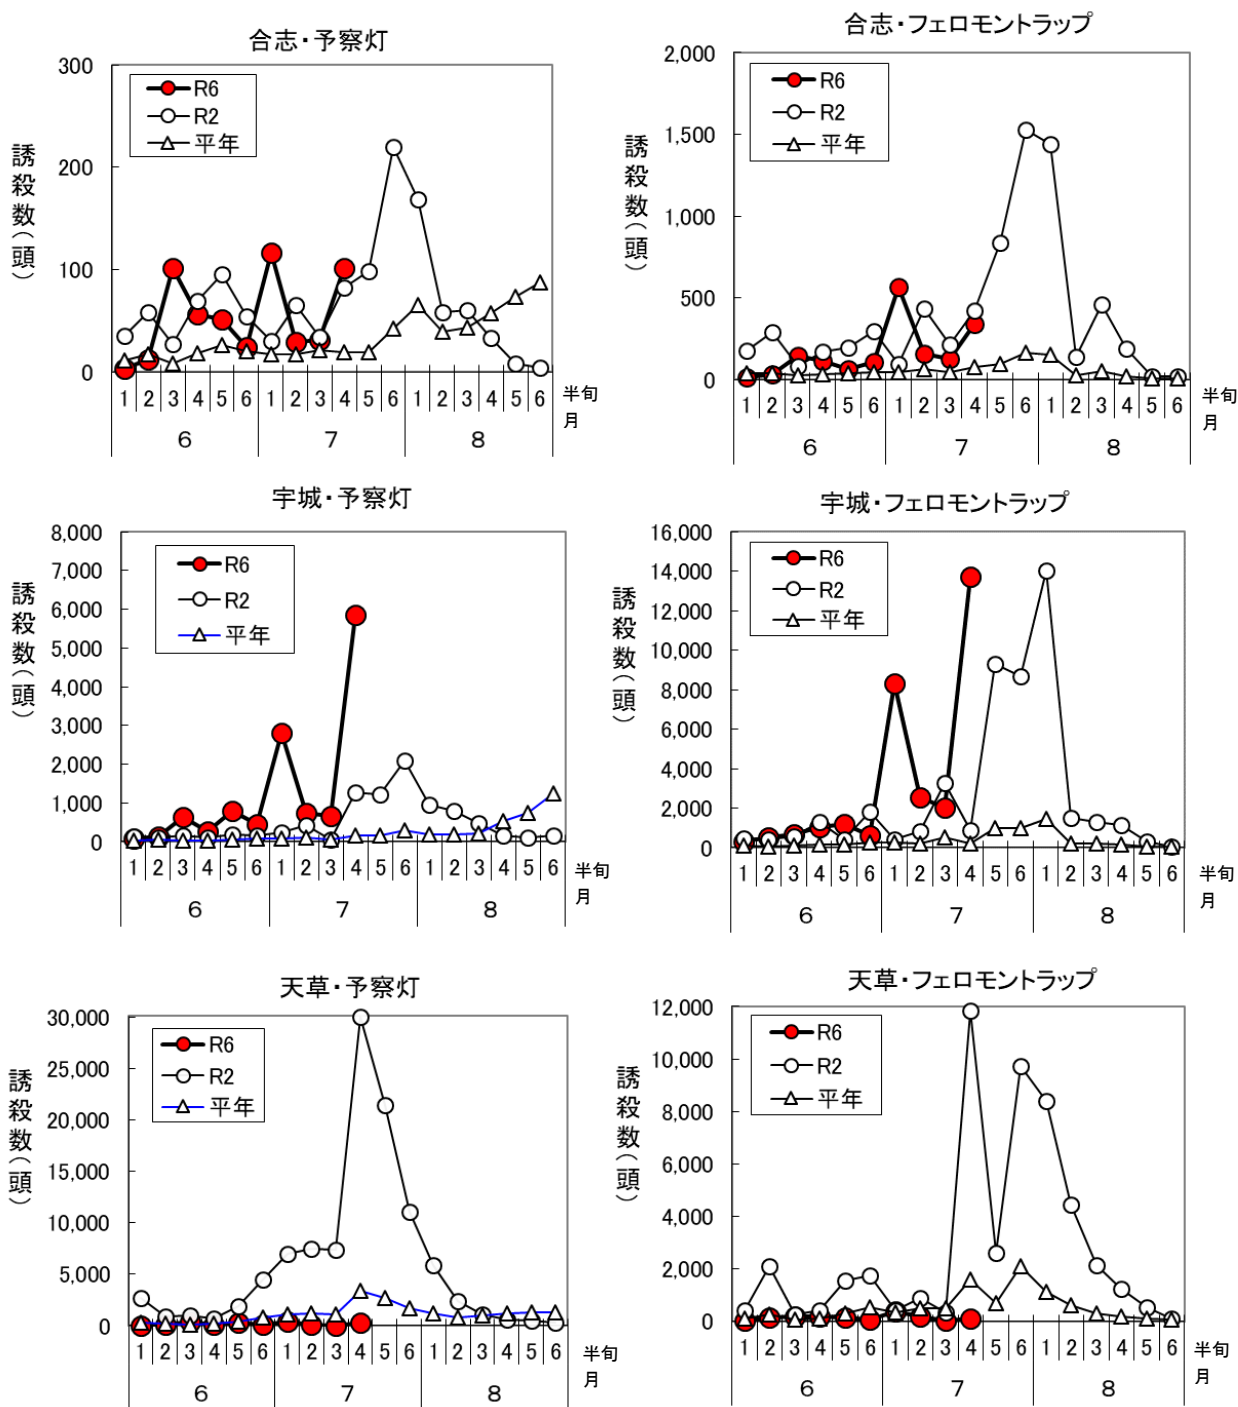 合志・予察灯
300
200
100
0
誘殺数(頭)
R6
R2
平年
1 2 3 4 5 6 1 2 3 4 5 6 1 2 3 4 5 6 半旬
6 7 8 月
合志・フェロモントラップ
2,000
1,500
1,000
500
0
誘殺数(頭)
R6
R2
平年
1 2 3 4 5 6 1 2 3 4 5 6 1 2 3 4 5 6 半旬
6 7 8 月
宇城・予察灯
8,000
7,000
6,000
5,000
4,000
3,000
2,000
1,000
0
誘殺数(頭)
R6
R2
平年
1 2 3 4 5 6 1 2 3 4 5 6 1 2 3 4 5 6 半旬
6 7 8 月
宇城・フェロモントラップ
16,000
14,000
12,000
10,000
8,000
6,000
4,000
2,000
0
誘殺数(頭)
R6
R2
平年
1 2 3 4 5 6 1 2 3 4 5 6 1 2 3 4 5 6 半旬
6 7 8 月
天草・予察灯
30,000
25,000
20,000
15,000
10,000
5,000
0
誘殺数(頭)
R6
R2
平年
1 2 3 4 5 6 1 2 3 4 5 6 1 2 3 4 5 6 半旬
6 7 8 月
天草・フェロモントラップ
12,000
10,000
8,000
6,000
4,000
2,000
0
誘殺数(頭)
R6
R2
平年
1 2 3 4 5 6 1 2 3 4 5 6 1 2 3 4 5 6 半旬
6 7 8 月